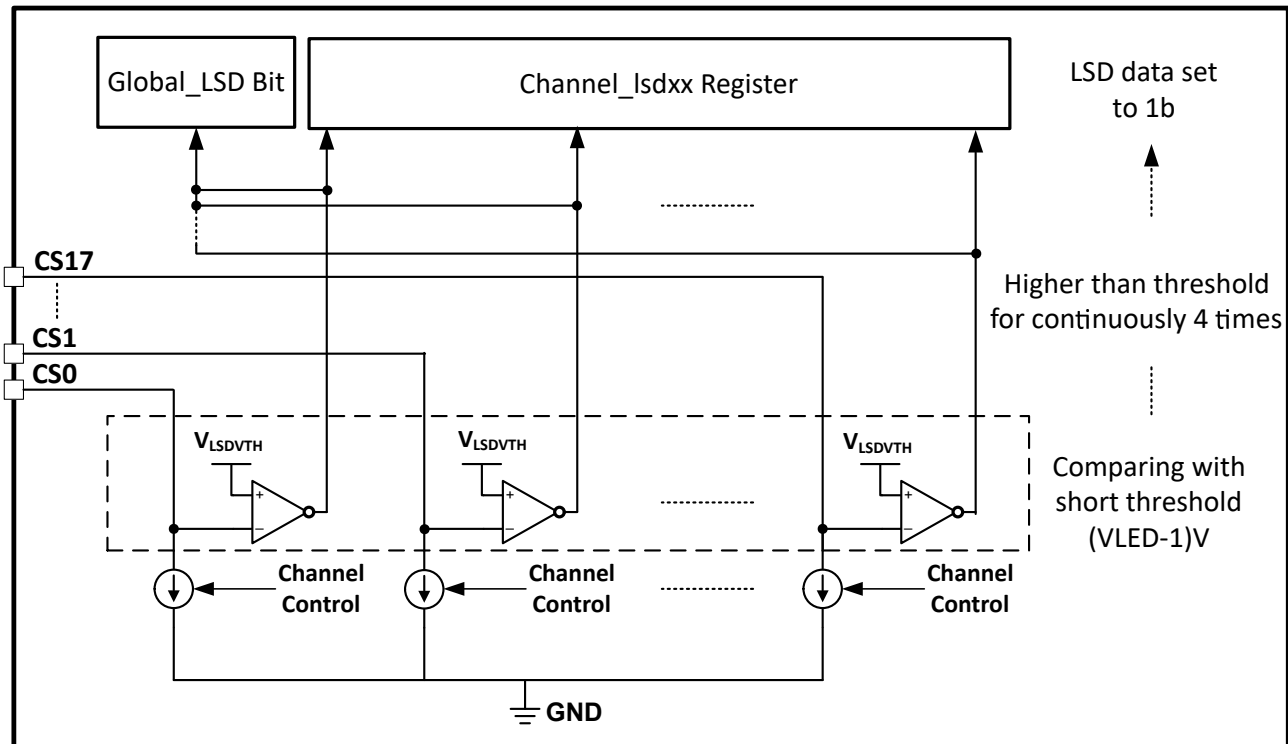 Global_LSD Bit
Channel_lsdxx Register
LSD data set
to 1b
CS17
Higher than threshold
for continuously 4 times
CS1
CS0
VLSDVTH
VLSDVTH
VLSDVTH
+
−
+
−
+
−
Comparing with
short threshold
(VLED-1)V
Channel
Control
Channel
Control
Channel
Control
GND